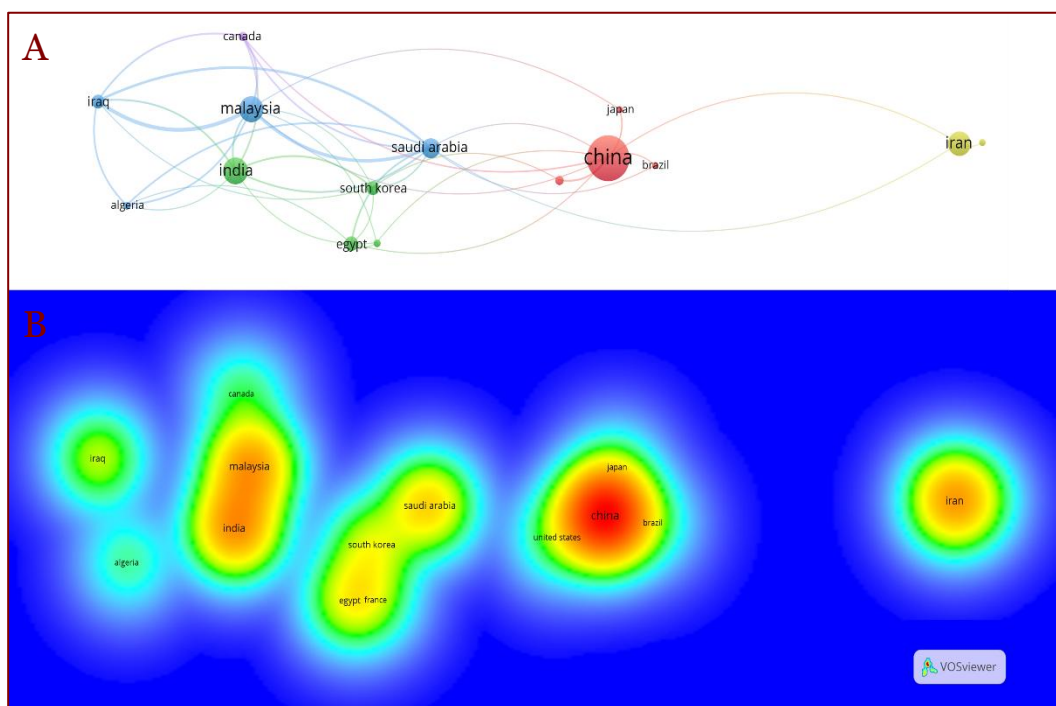 A
canada
iraq
malaysia
japan
saudi arabia
china
iran
india
brazil
south korea
algeria
egypt
B
canada
iraq
malaysia
japan
saudi arabia
iran
china
brazil
india
united states
south korea
algeria
egypt france
VOSviewer